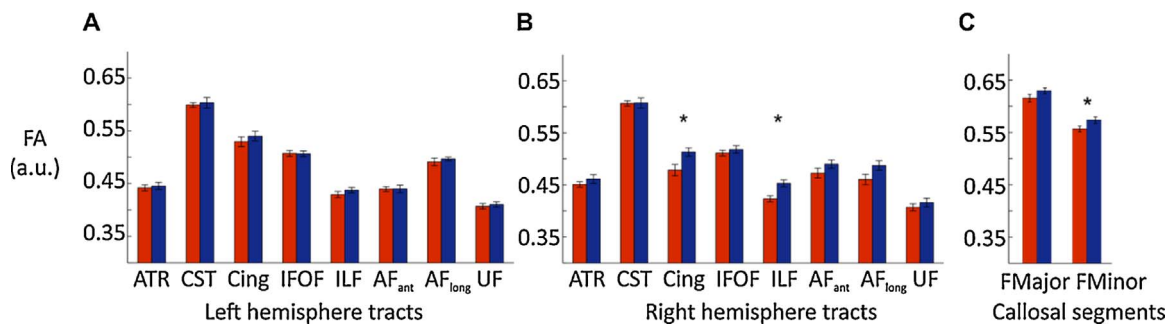 A
B
C
FA
(a.u.)
0.65
0.55
0.45
0.35
ATR CST Cing IFOF ILF AFant AFlong UF
Left hemisphere tracts
0.65
0.55
0.45
0.35
* *
ATR CST Cing IFOF ILF AFant AFlong UF
Right hemisphere tracts
0.65
0.55
0.45
0.35
*
FMajor FMinor
Callosal segments